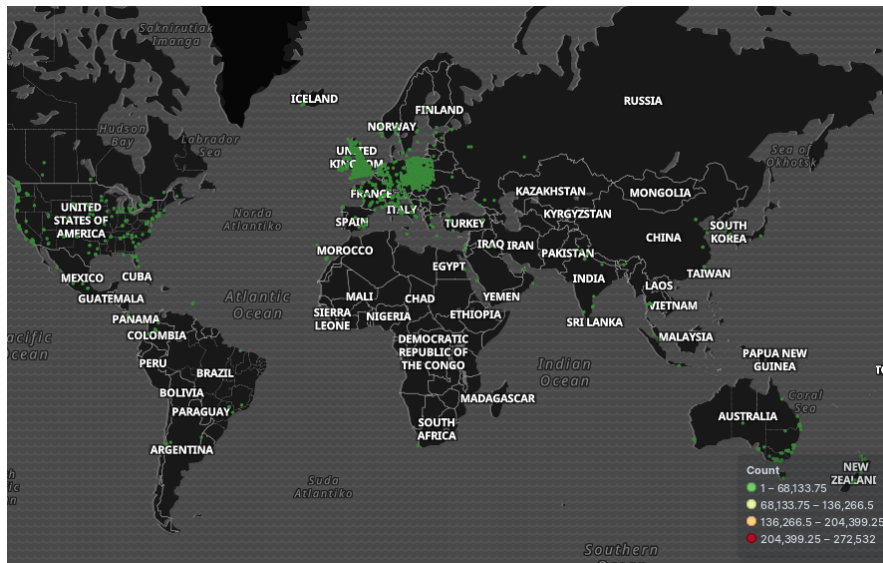 Saknirutiak
Imanga
ICELAND
FINLAND
RUSSIA
NORWAY
Hudson
Bay
Labrador
Sea
UNITED
KINGDOM
Sea of
Okhotsk
FRANCE
KAZAKHSTAN
MONGOLIA
UNITED
STATES OF
AMERICA
Norda
Atlantiko
ITALY
SPAIN
TURKEY
KYRGYZSTAN
SOUTH
KOREA
CHINA
MOROCCO
IRAQ
IRAN
PAKISTAN
EGYPT
TAIWAN
MEXICO
CUBA
INDIA
LAOS
GUATEMALA
Atlantic
Ocean
MALI
CHAD
YEMEN
VIETNAM
PANAMA
SIERRA
LEONE
NIGERIA
ETHIOPIA
SRI LANKA
COLOMBIA
MALAYSIA
acific
cean
DEMOCRATIC
REPUBLIC OF
THE CONGO
PERU
BRAZIL
Indian
Ocean
PAPUA NEW
GUINEA
BOLIVIA
MADAGASCAR
Coral
Sea
PARAGUAY
AUSTRALIA
SOUTH
AFRICA
ARGENTINA
Suda
Atlantiko
NEW
ZEALAN
Count
1 – 68,133.75
68,133.75 – 136,266.5
136,266.5 – 204,399.25
204,399.25 – 272,532
Southern